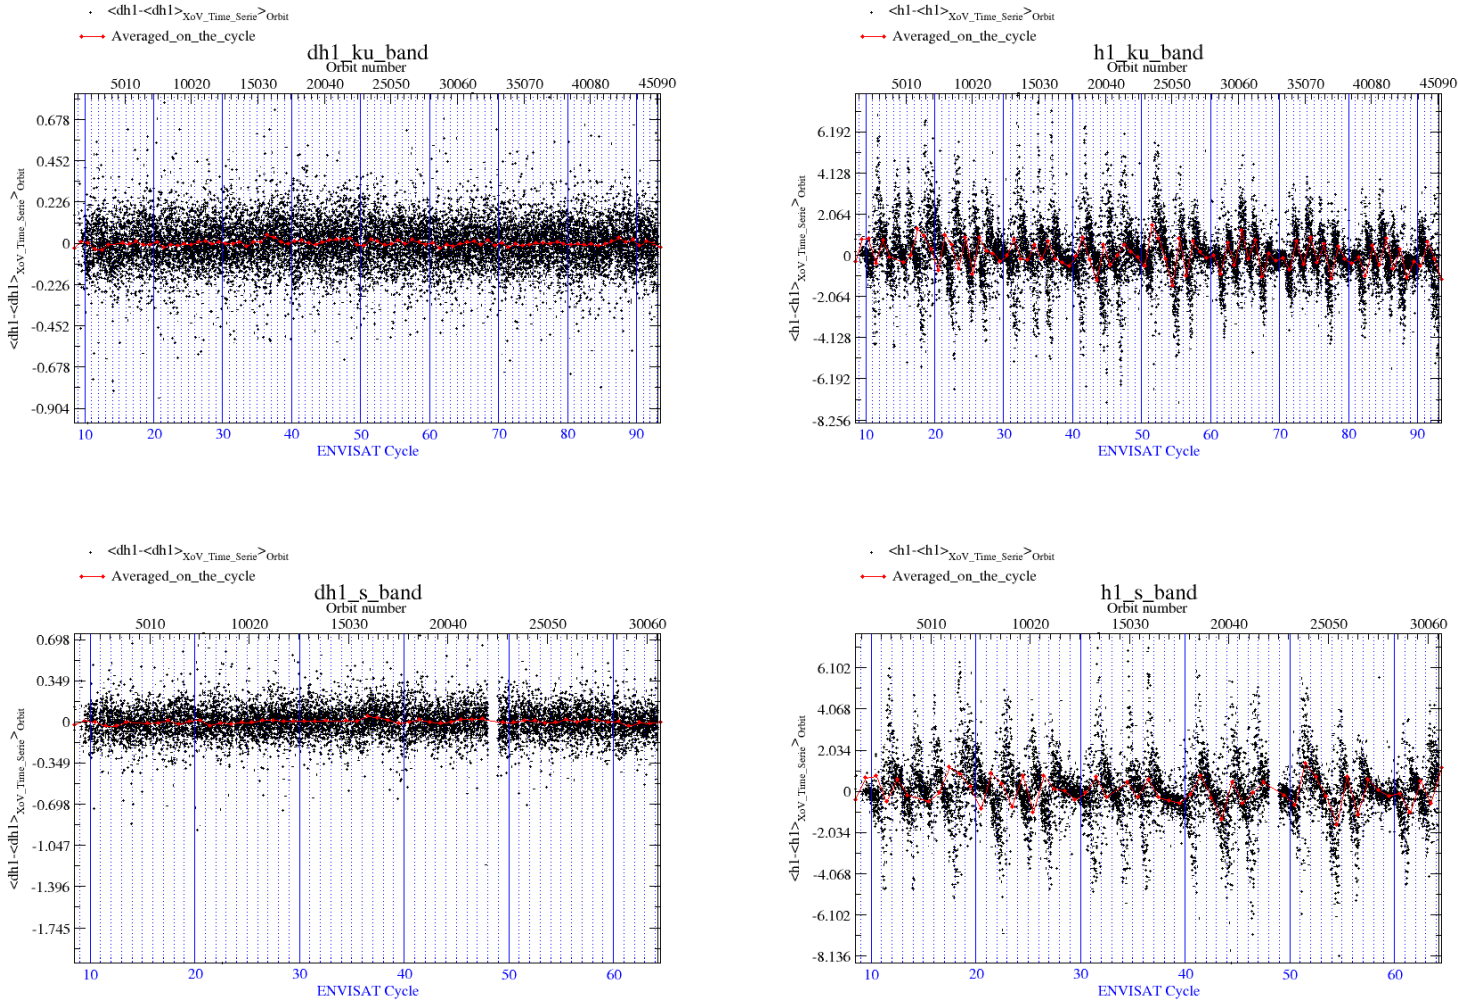 <dh1-<dh1>XoV_Time_Serie>Orbit
Averaged_on_the_cycle
dh1_ku_band
Orbit number
5010 10020 15030 20040 25050 30060 35070 40080 45090
0.678
0.452
0.226
0
-0.226
-0.452
-0.678
-0.904
<dh1-<dh1>XoV_Time_Serie>Orbit
10 20 30 40 50 60 70 80 90
ENVISAT Cycle
<h1-<h1>XoV_Time_Serie>Orbit
Averaged_on_the_cycle
h1_ku_band
Orbit number
5010 10020 15030 20040 25050 30060 35070 40080 45090
6.192
4.128
2.064
0
-2.064
-4.128
-6.192
-8.256
<h1-<h1>XoV_Time_Serie>Orbit
10 20 30 40 50 60 70 80 90
ENVISAT Cycle
<dh1-<dh1>XoV_Time_Serie>Orbit
Averaged_on_the_cycle
dh1_s_band
Orbit number
5010 10020 15030 20040 25050 30060
0.698
0.349
0
-0.349
-0.698
-1.047
-1.396
-1.745
<dh1-<dh1>XoV_Time_Serie>Orbit
10 20 30 40 50 60
ENVISAT Cycle
<h1-<h1>XoV_Time_Serie>Orbit
Averaged_on_the_cycle
h1_s_band
Orbit number
5010 10020 15030 20040 25050 30060
6.102
4.068
2.034
0
-2.034
-4.068
-6.102
-8.136
<h1-<h1>XoV_Time_Serie>Orbit
10 20 30 40 50 60
ENVISAT Cycle